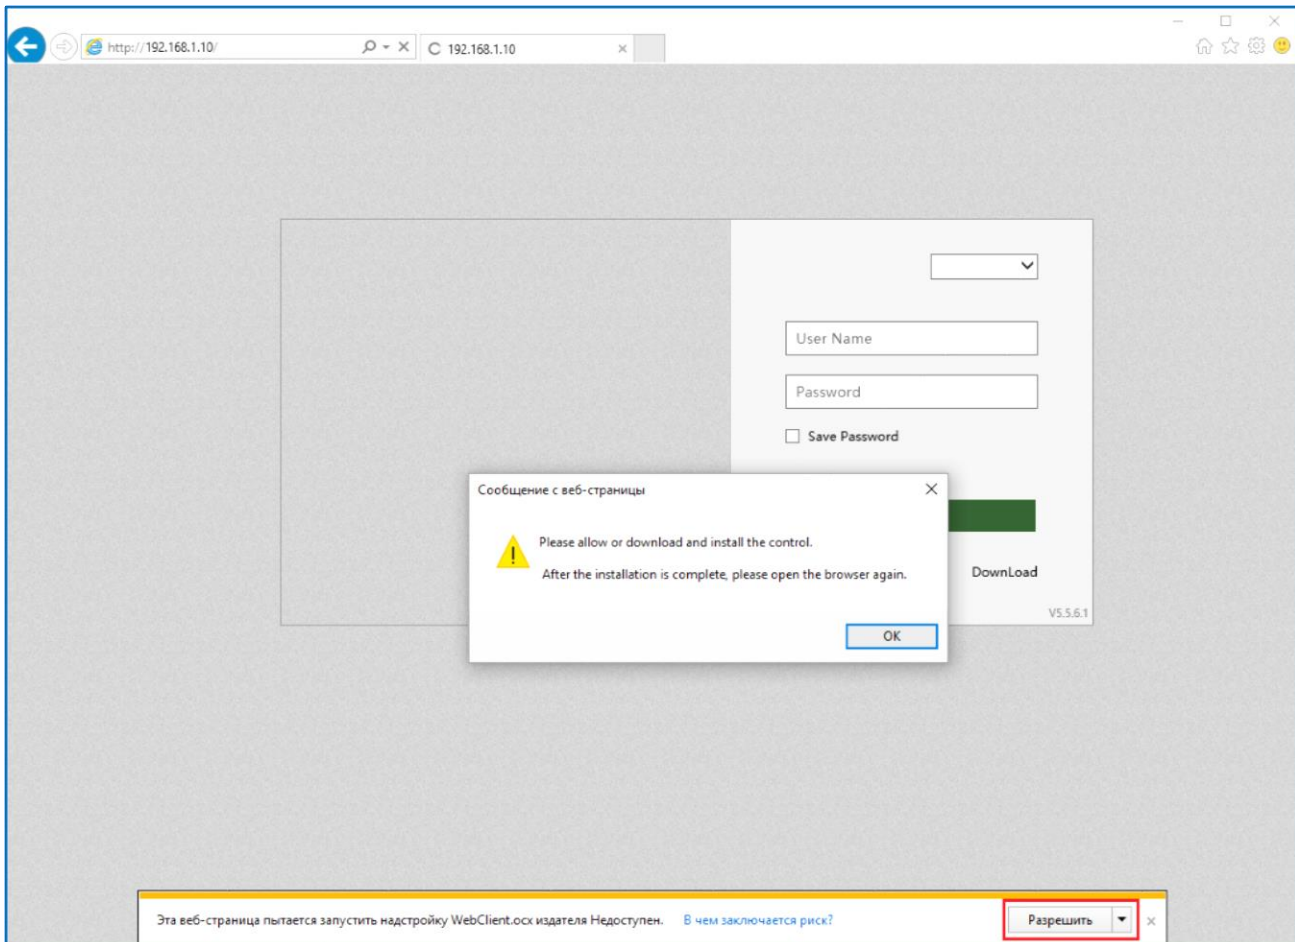 http://192.168.1.10/
192.168.1.10
User Name
Password
Save Password
Сообщение с веб-страницы
Please allow or download and install the control.
After the installation is complete, please open the browser again.
OK
DownLoad
V5.5.6.1
Эта веб-страница пытается запустить надстройку WebClient.ocx издателя Недоступен. В чем заключается риск? Разрешить